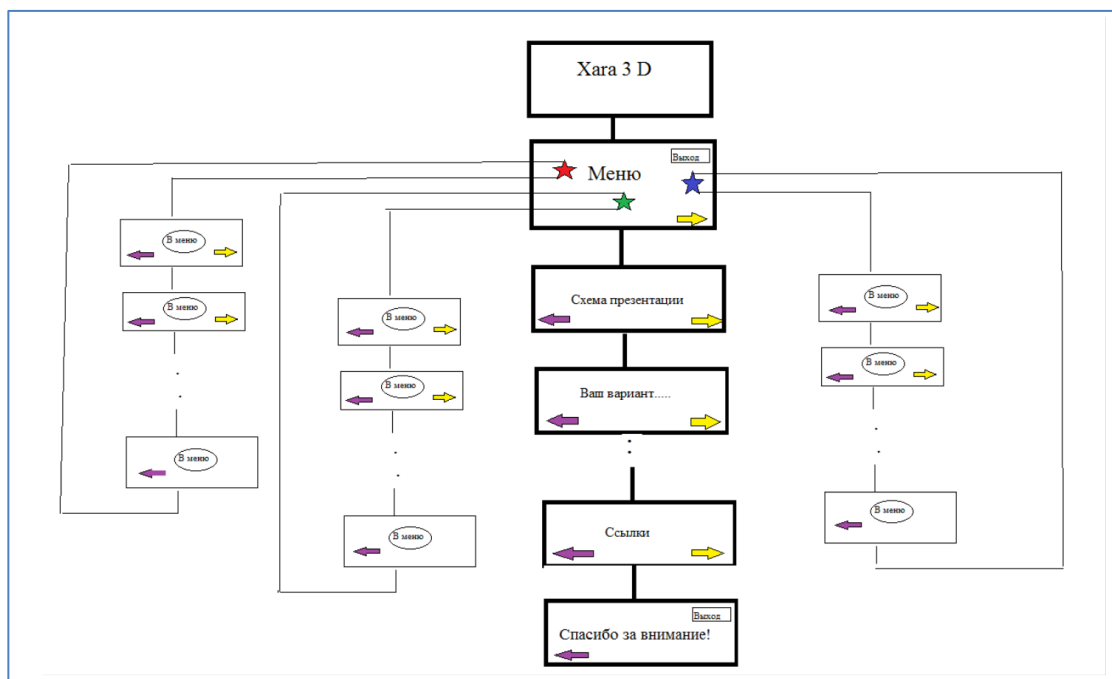 Xara 3 D
Выход
Меню
В меню
В меню
В меню
В меню
В меню
В меню
Схема презентации
Ваш вариант.....
Ссылки
Выход
Спасибо за внимание!
В меню
В меню
В меню